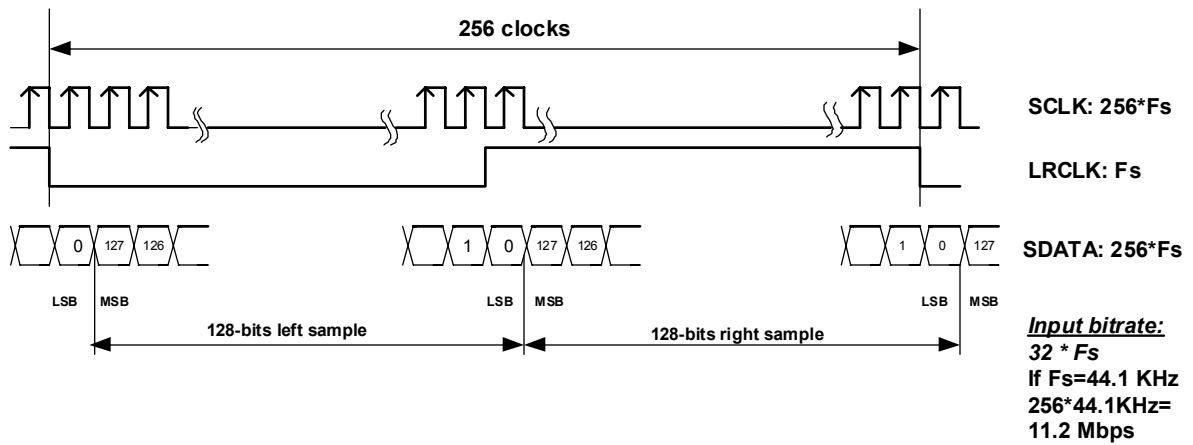 256 clocks
SCLK: 256*Fs
LRCLK: Fs
0 127 126 1 0 127 126 1 0 127
SDATA: 256*Fs
LSB MSB LSB MSB LSB MSB
128-bits left sample
128-bits right sample
Input bitrate:
32 * Fs
If Fs=44.1 KHz
256*44.1KHz=
11.2 Mbps